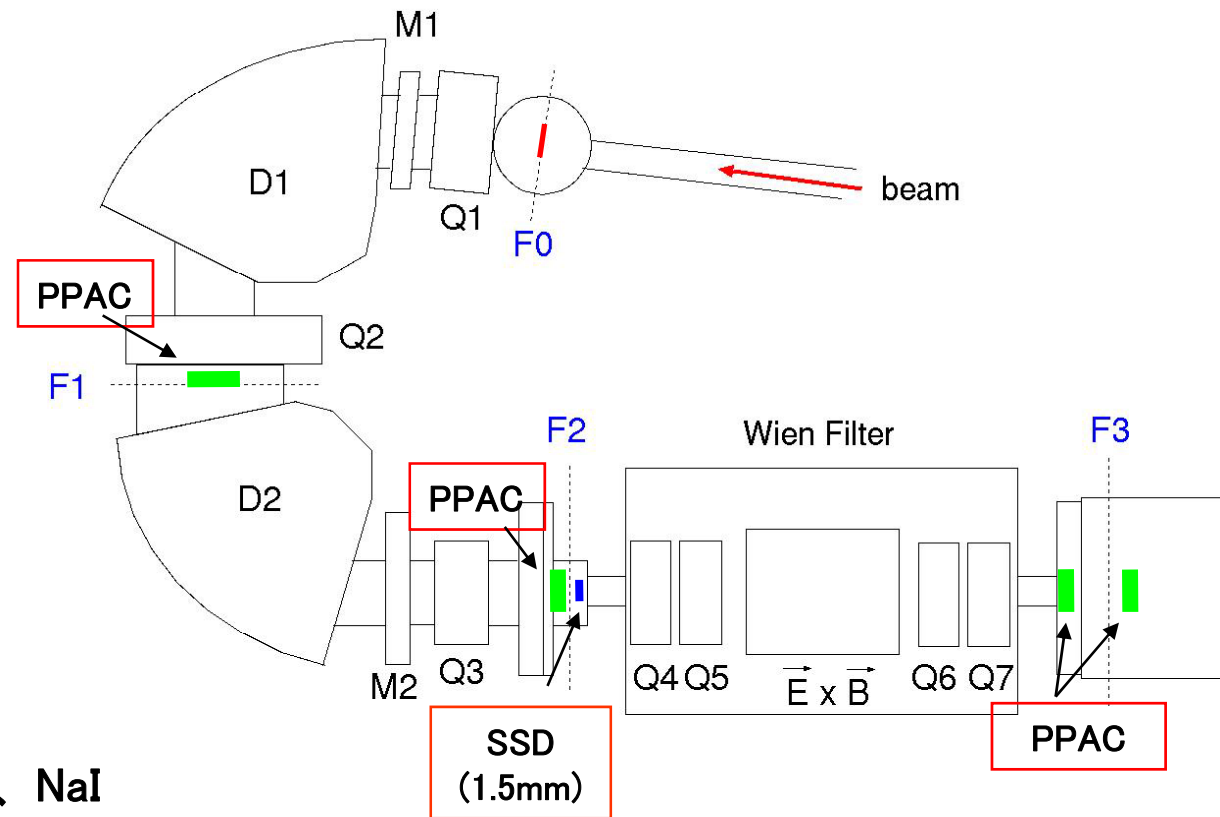 M1
D1
beam
Q1
F0
PPAC
Q2
F1
F2
Wien Filter
F3
D2
PPAC
M2
Q3
Q4
Q5
E x B
Q6
Q7
SSD
(1.5mm)
PPAC
、NaI